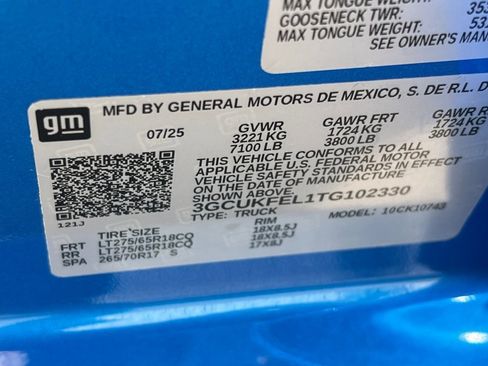 MAX TONGUE WEIGHT: 353
GOOSENECK TWR:
MAX TONGUE WEIGHT: 531
SEE OWNER'S MANU
gm
MFD BY GENERAL MOTORS DE MEXICO, S. DE R.L. D
07/25 GVWR GAWR FRT GAWR R
3221 KG 1724 KG 1724 KG
7100 LB 3800 LB 3800 LB
THIS VEHICLE CONFORMS TO ALL
APPLICABLE U.S. FEDERAL MOTOR
VEHICLE SAFETY STANDARDS IN EFFECT
ON THE DATE OF MANUFACTURE
SHOWN ABOVE.
3GCUKFEL1TG102330
TYPE: TRUCK MODEL: 10CK10743
121J
TIRE SIZE RIM
FRT LT275/65R18CQ 18X8.5J
RR LT275/65R18CQ 18X8.5J
SPA 265/70R17 S 17X8J